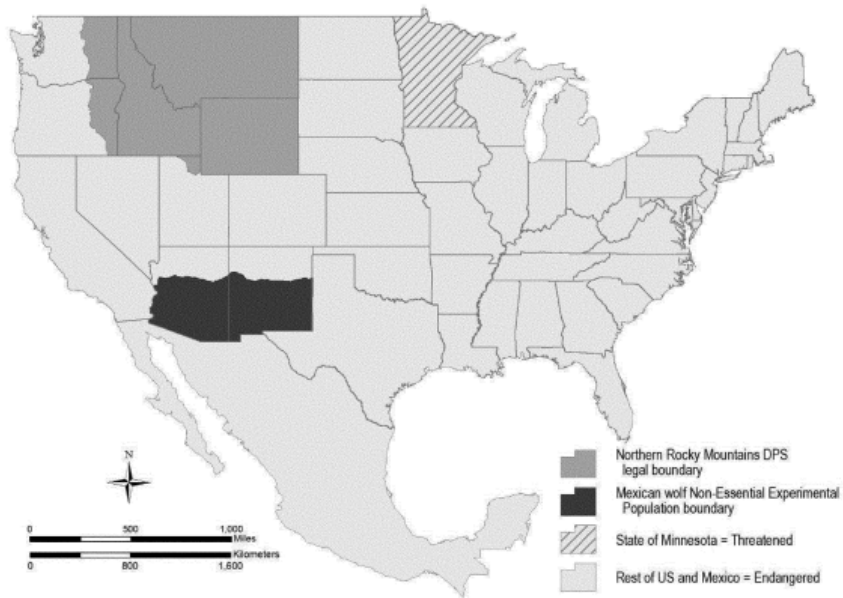 N
Northern Rocky Mountains DPS
legal boundary
Mexican wolf Non-Essential Experimental
Population boundary
0 500 1,000
Miles
Kilometers
0 800 1,600
State of Minnesota = Threatened
Rest of US and Mexico = Endangered